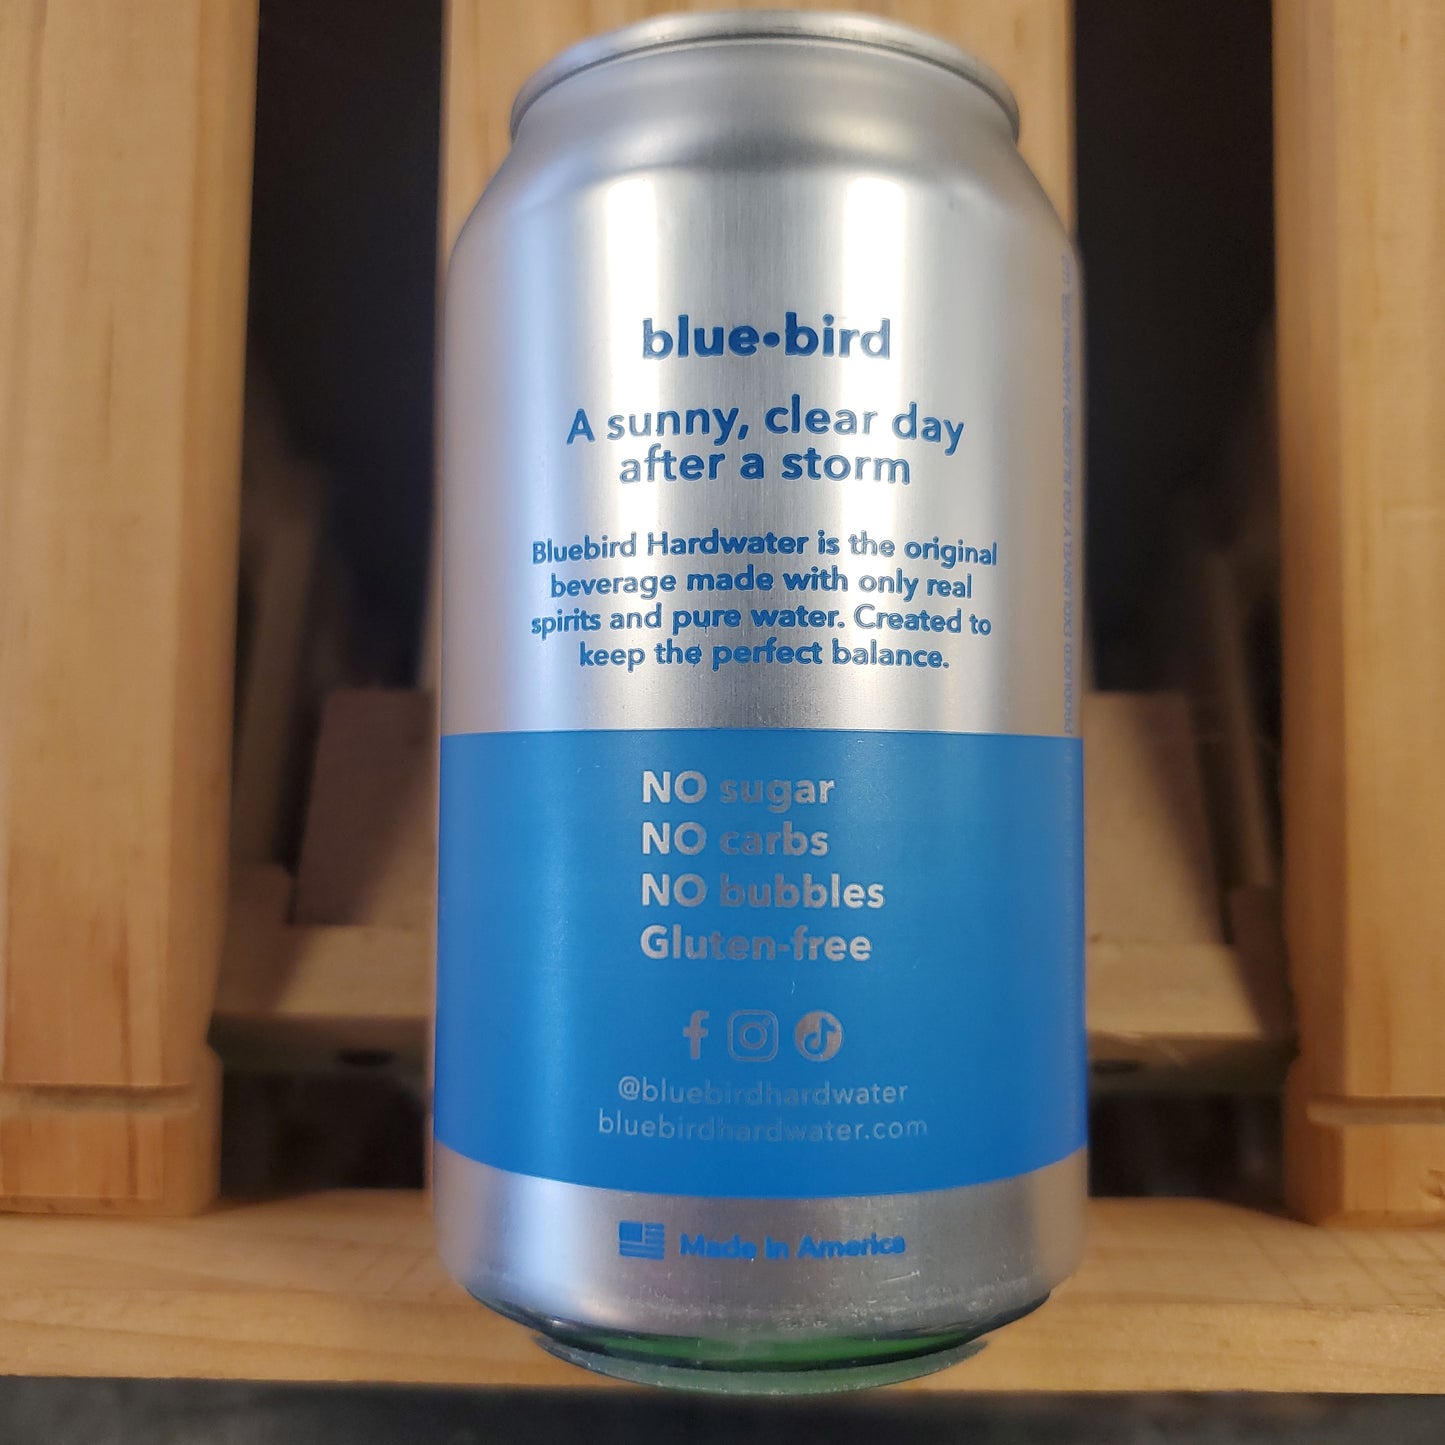 blue•bird
A sunny, clear day
after a storm
Bluebird Hardwater is the original
beverage made with only real
spirits and pure water. Created to
keep the perfect balance.
NO sugar
NO carbs
NO bubbles
Gluten-free
@bluebirdhardwater
bluebirdhardwater.com
Made in America